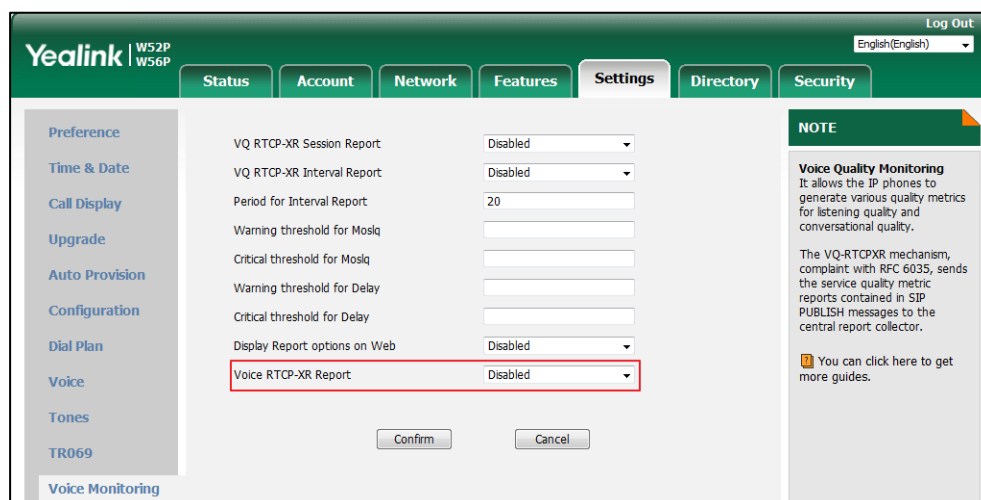 Log Out
Yealink W52P W56P
English(English)
Status Account Network Features Settings Directory Security
Preference
Time & Date
Call Display
Upgrade
Auto Provision
Configuration
Dial Plan
Voice
Tones
TR069
Voice Monitoring
VQ RTCP-XR Session Report Disabled
VQ RTCP-XR Interval Report Disabled
Period for Interval Report 20
Warning threshold for Moslq
Critical threshold for Moslq
Warning threshold for Delay
Critical threshold for Delay
Display Report options on Web Disabled
Voice RTCP-XR Report Disabled
Confirm Cancel
NOTE
Voice Quality Monitoring
It allows the IP phones to
generate various quality metrics
for listening quality and
conversational quality.
The VQ-RTCPXR mechanism,
complaint with RFC 6035, sends
the service quality metric
reports contained in SIP
PUBLISH messages to the
central report collector.
You can click here to get
more guides.